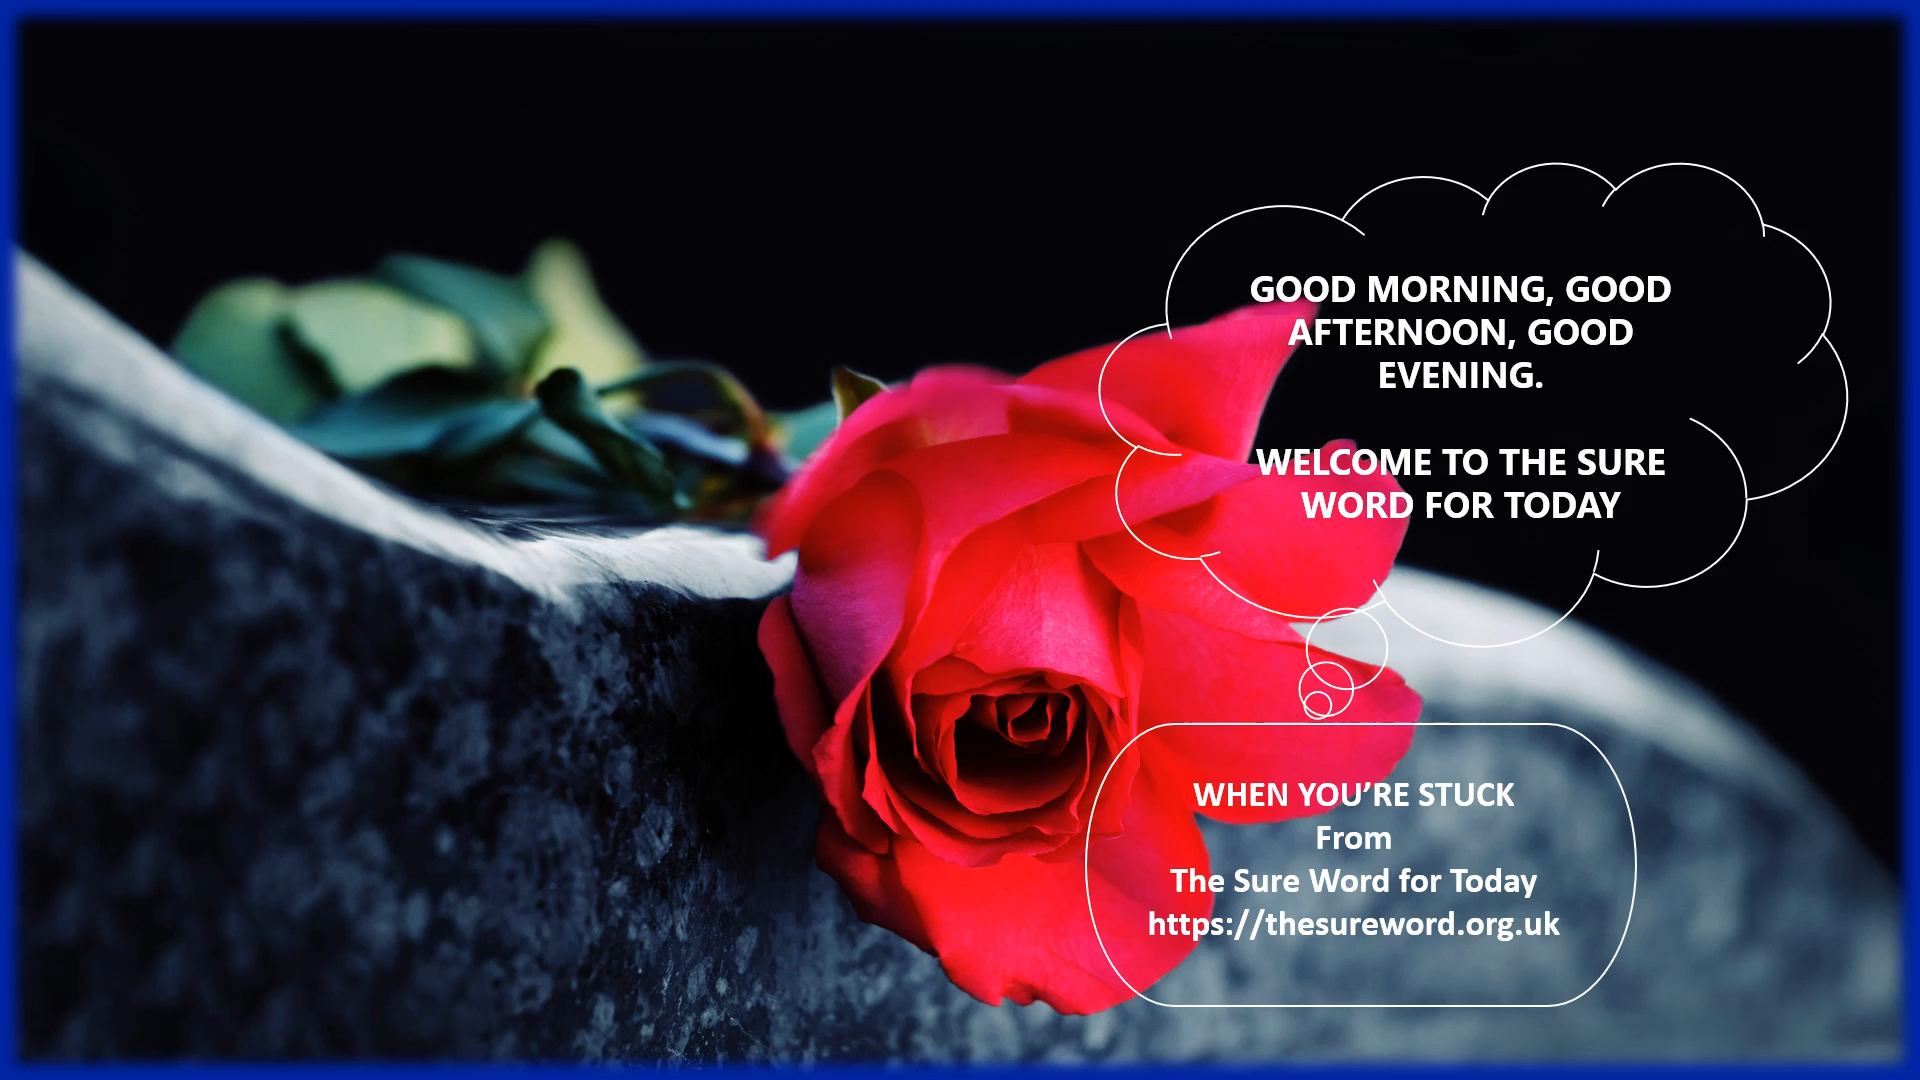 GOOD MORNING, GOOD
AFTERNOON, GOOD
EVENING.
WELCOME TO THE SURE
WORD FOR TODAY
WHEN YOU’RE STUCK
From
The Sure Word for Today
https://thesureword.org.uk